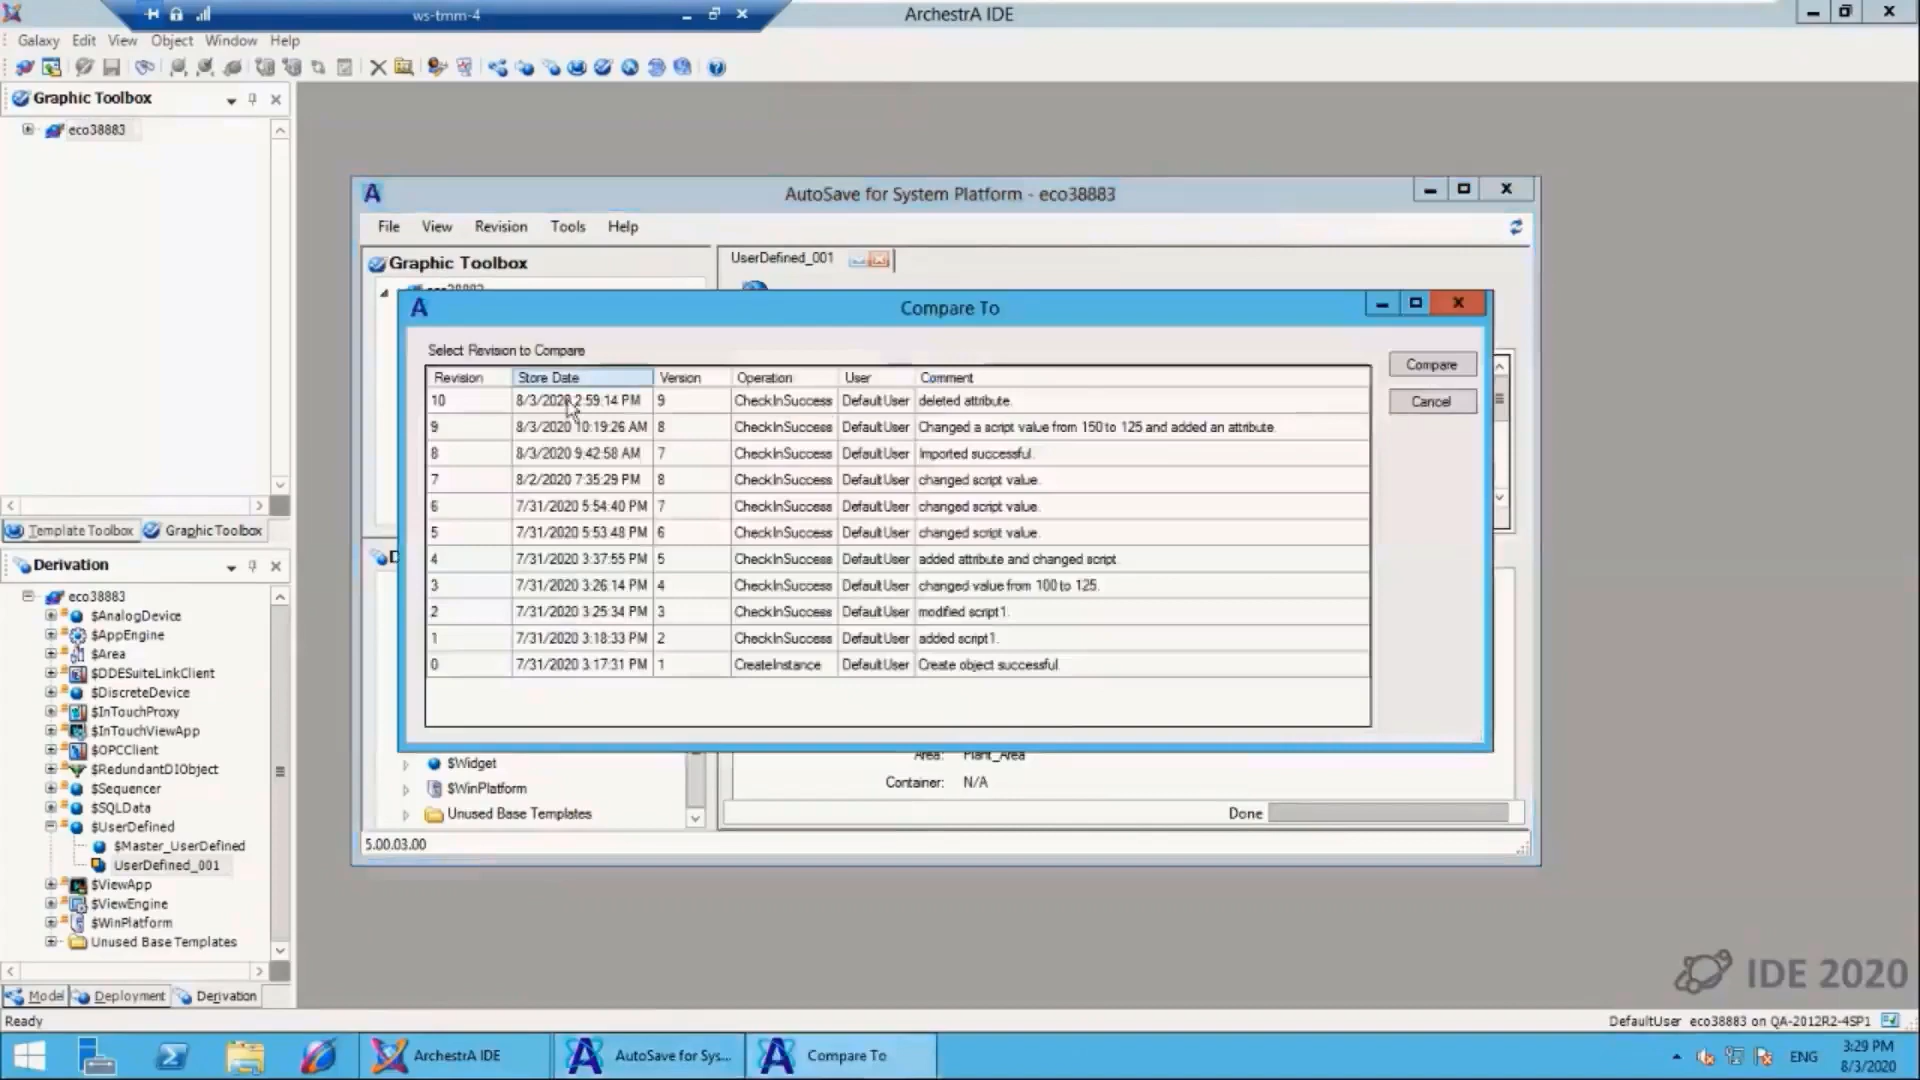 ws-tmm-4
ArchestrA IDE
Galaxy Edit View Object Window Help
Graphic Toolbox
eco38883
Template Toolbox Graphic Toolbox
Derivation
eco38883
$AnalogDevice
$AppEngine
$Area
$DDESuiteLinkClient
$DiscreteDevice
$InTouchProxy
$InTouchViewApp
$OPCClient
$RedundantDIObject
$Sequencer
$SQLData
$UserDefined
$Master_UserDefined
UserDefined_001
$ViewApp
$ViewEngine
$WinPlatform
Unused Base Templates
Model Deployment Derivation
Ready
AutoSave for System Platform - eco38883
File View Revision Tools Help
Graphic Toolbox
UserDefined_001
Compare To
Select Revision to Compare
Revision Store Date Version Operation User Comment
10 8/3/2020 2:59:14 PM 9 CheckInSuccess DefaultUser deleted attribute.
9 8/3/2020 10:19:26 AM 8 CheckInSuccess DefaultUser Changed a script value from 150 to 125 and added an attribute.
8 8/3/2020 9:42:58 AM 7 CheckInSuccess DefaultUser Imported successful.
7 8/2/2020 7:35:29 PM 8 CheckInSuccess DefaultUser changed script value.
6 7/31/2020 5:54:40 PM 7 CheckInSuccess DefaultUser changed script value.
5 7/31/2020 5:53:48 PM 6 CheckInSuccess DefaultUser changed script value.
4 7/31/2020 3:37:55 PM 5 CheckInSuccess DefaultUser added attribute and changed script
3 7/31/2020 3:26:14 PM 4 CheckInSuccess DefaultUser changed value from 100 to 125.
2 7/31/2020 3:25:34 PM 3 CheckInSuccess DefaultUser modified script1.
1 7/31/2020 3:18:33 PM 2 CheckInSuccess DefaultUser added script1.
0 7/31/2020 3:17:31 PM 1 CreateInstance DefaultUser Create object successful
Compare
Cancel
$Widget
$WinPlatform
Unused Base Templates
Area: Plant_Area
Container: N/A
Done
5.00.03.00
IDE 2020
DefaultUser eco38883 on QA-2012R2-4SP1
ArchestrA IDE
AutoSave for Sys...
Compare To
ENG
3:29 PM
8/3/2020